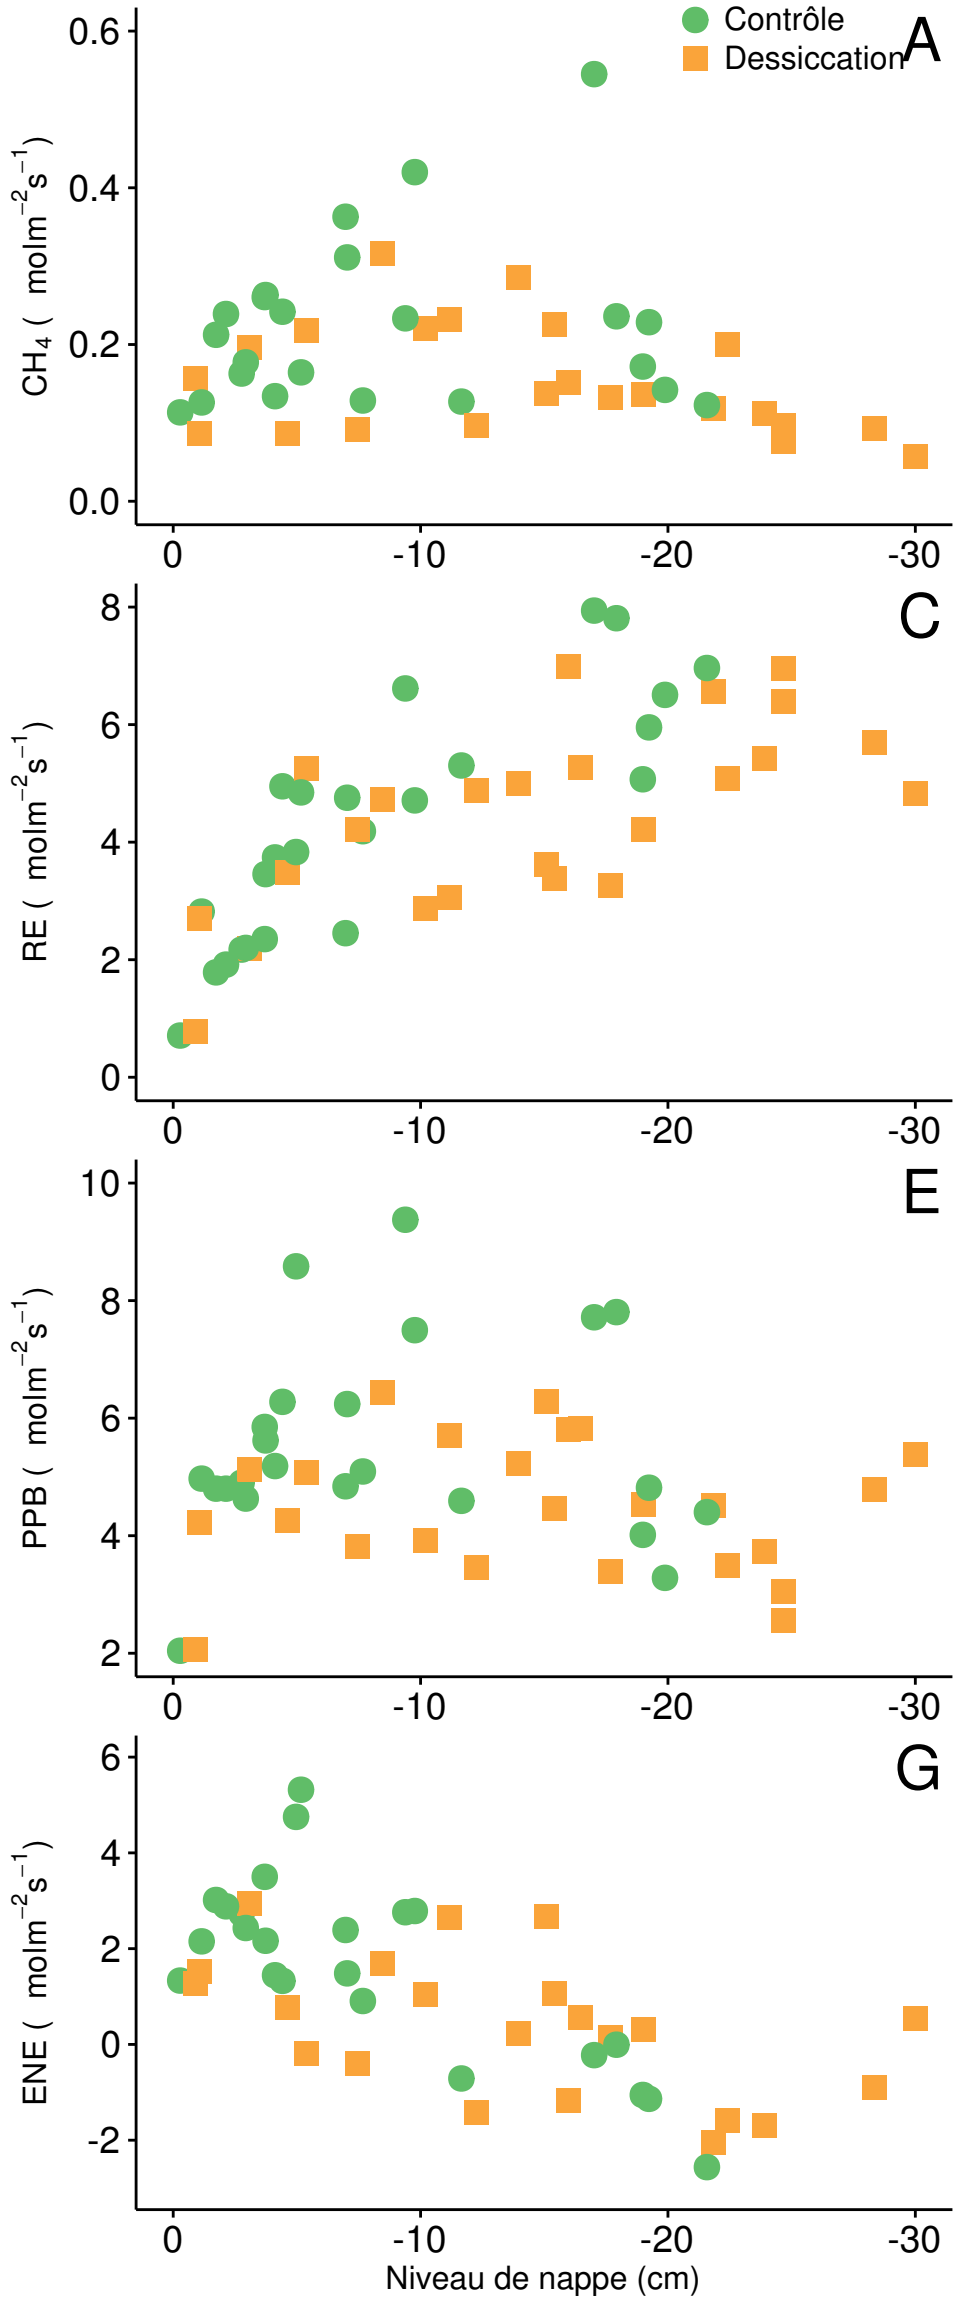 Contrôle
Dessiccation
A
0.6
0.4
0.2
0.0
CH₄ ( molm⁻²s⁻¹)
0 -10 -20 -30
C
8
6
4
2
0
RE ( molm⁻²s⁻¹)
0 -10 -20 -30
E
10
8
6
4
2
PPB ( molm⁻²s⁻¹)
0 -10 -20 -30
G
6
4
2
0
-2
ENE ( molm⁻²s⁻¹)
0 -10 -20 -30
Niveau de nappe (cm)